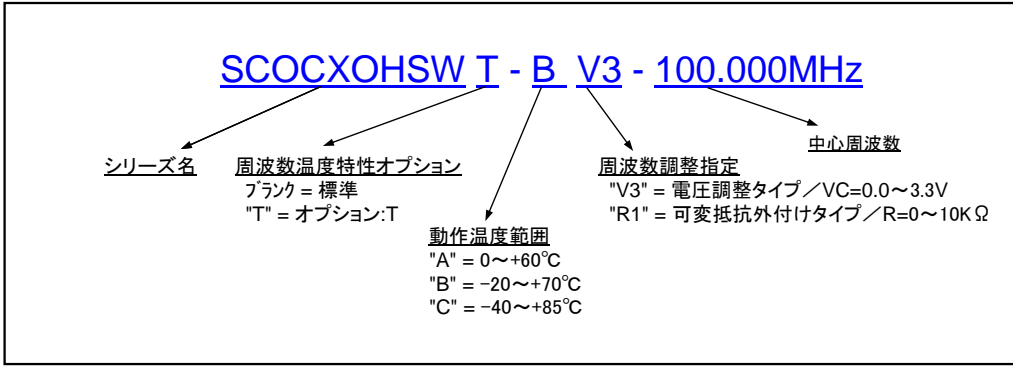 SCOCXOHSW T - B V3 - 100.000MHz
シリーズ名
周波数温度特性オプション
ブランク = 標準
"T" = オプション:T
動作温度範囲
"A" = 0～+60℃
"B" = −20～+70℃
"C" = −40～+85℃
周波数調整指定
"V3" = 電圧調整タイプ／VC=0.0～3.3V
"R1" = 可変抵抗外付けタイプ／R=0～10KΩ
中心周波数